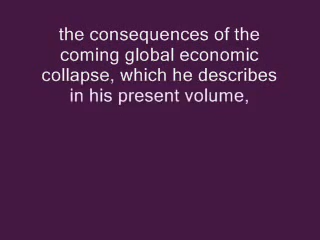 the consequences of the
coming global economic
collapse, which he describes
in his present volume,